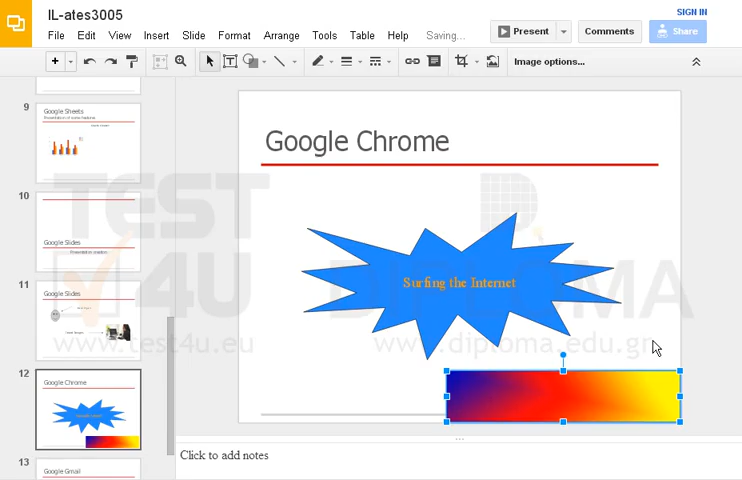 IL-ates3005
SIGN IN
File Edit View Insert Slide Format Arrange Tools Table Help Saving...
Present
Comments
Share
Image options...
9
Google Sheets
10
Google Slides
11
Google Slides
12
Google Chrome
13
Google Gmail
Google Chrome
Surfing the Internet
TEST
4U
DIPLOMA
www.test4u.eu
www.diploma.edu.gr
Click to add notes